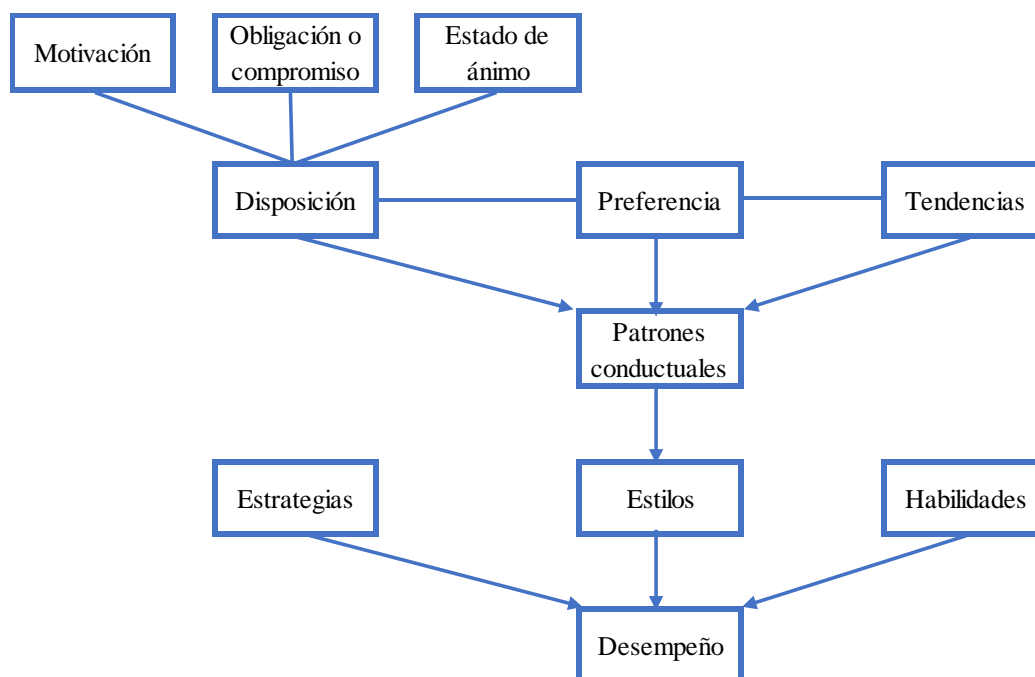 Motivación
Obligación o
compromiso
Estado de
ánimo
Disposición
Preferencia
Tendencias
Patrones
conductuales
Estrategias
Estilos
Habilidades
Desempeño